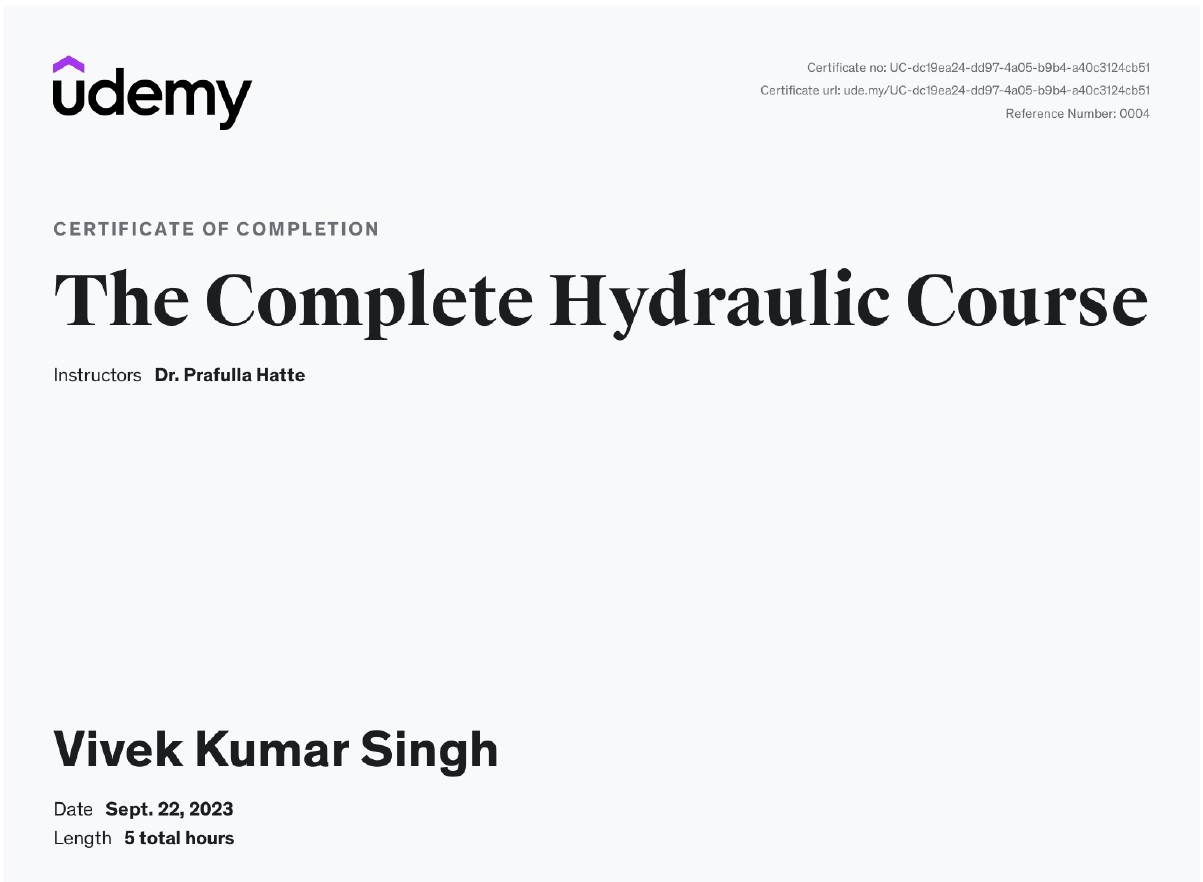 udemy
Certificate no: UC-dc19ea24-dd97-4a05-b9b4-a40c3124cb51
Certificate url: ude.my/UC-dc19ea24-dd97-4a05-b9b4-a40c3124cb51
Reference Number: 0004
CERTIFICATE OF COMPLETION
The Complete Hydraulic Course
Instructors Dr. Prafulla Hatte
Vivek Kumar Singh
Date Sept. 22, 2023
Length 5 total hours